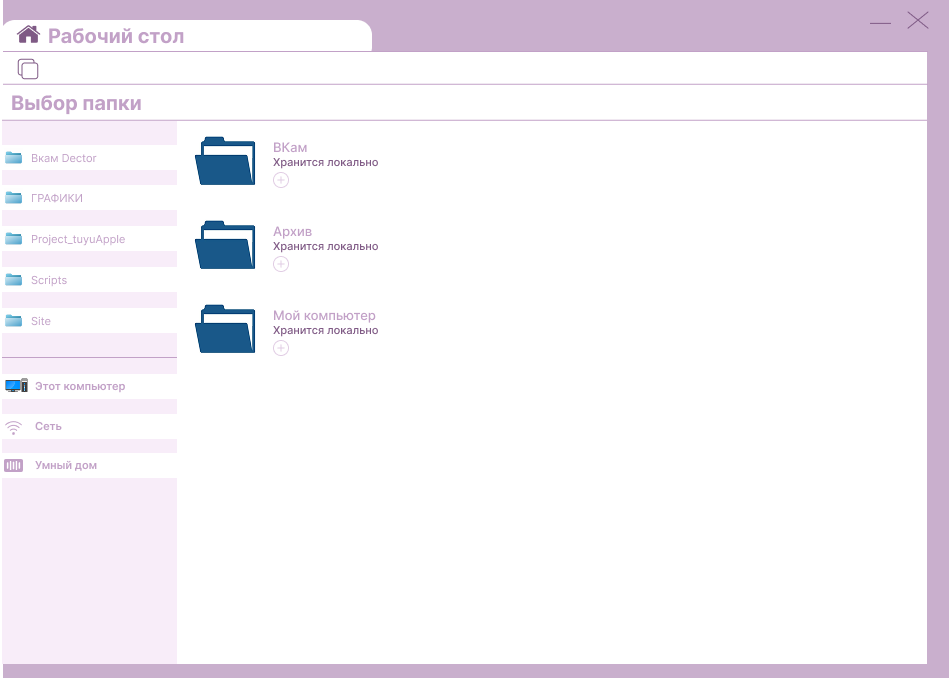 Рабочий стол
Выбор папки
Вкам Dector
ГРАФИКИ
Project_tuyuApple
Scripts
Site
Этот компьютер
Сеть
Умный дом
ВКам
Хранится локально
Архив
Хранится локально
Мой компьютер
Хранится локально